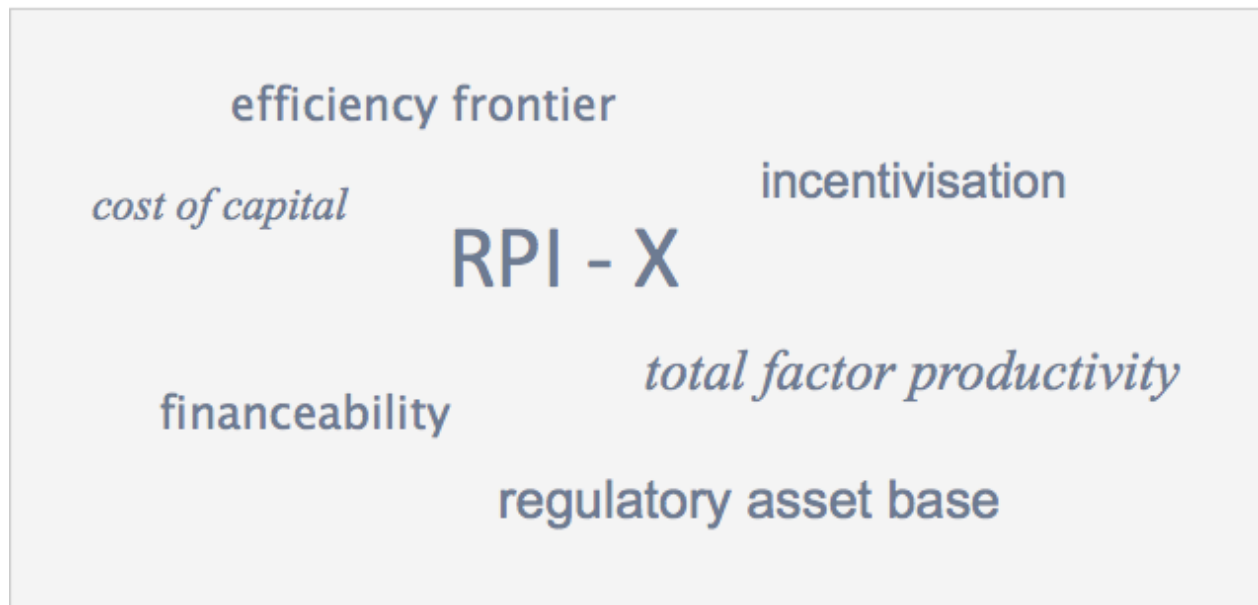 efficiency frontier
incentivisation
cost of capital
RPI - X
total factor productivity
financeability
regulatory asset base